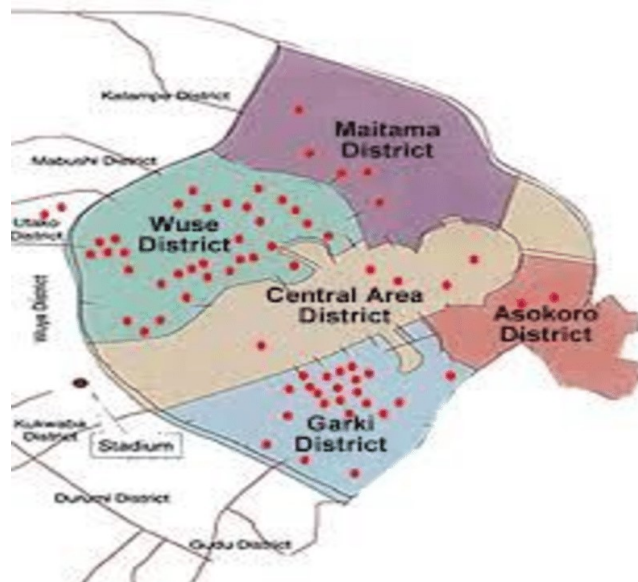 Katampe District
Maitama
District
Mabushi District
Wuse
District
Utako
District
Wuye District
Central Area
District
Asokoro
District
Garki
District
Kukwaba
District
Stadium
Durumi District
Gudu District